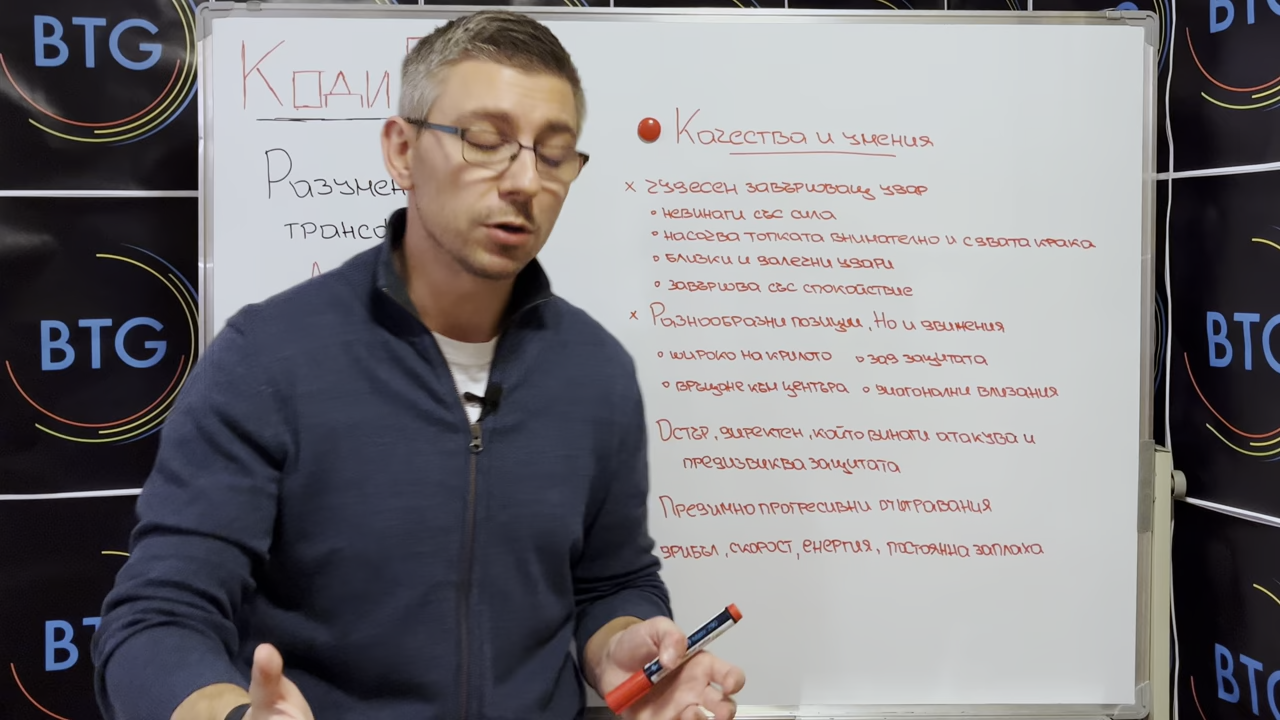 BTG
BTG
BTG
BTG
BTG
BTG
BTG
Коди
Разумен
трансф
Качества и умения
x чудесен завършващ удар
• невинаги със сила
• насочва топката внимателно и с двата крака
• близки и далечни удари
• завършва със спокойствие
x Разнообразни позиции, но и движения
• широко на крилото • зад защитата
• връщане към центъра • диагонални влизания
Остър, директен, който винаги атакува и
предизвиква защитата
Предимно прогресивни отигравания
дрибъл, скорост, енергия, постоянна заплаха